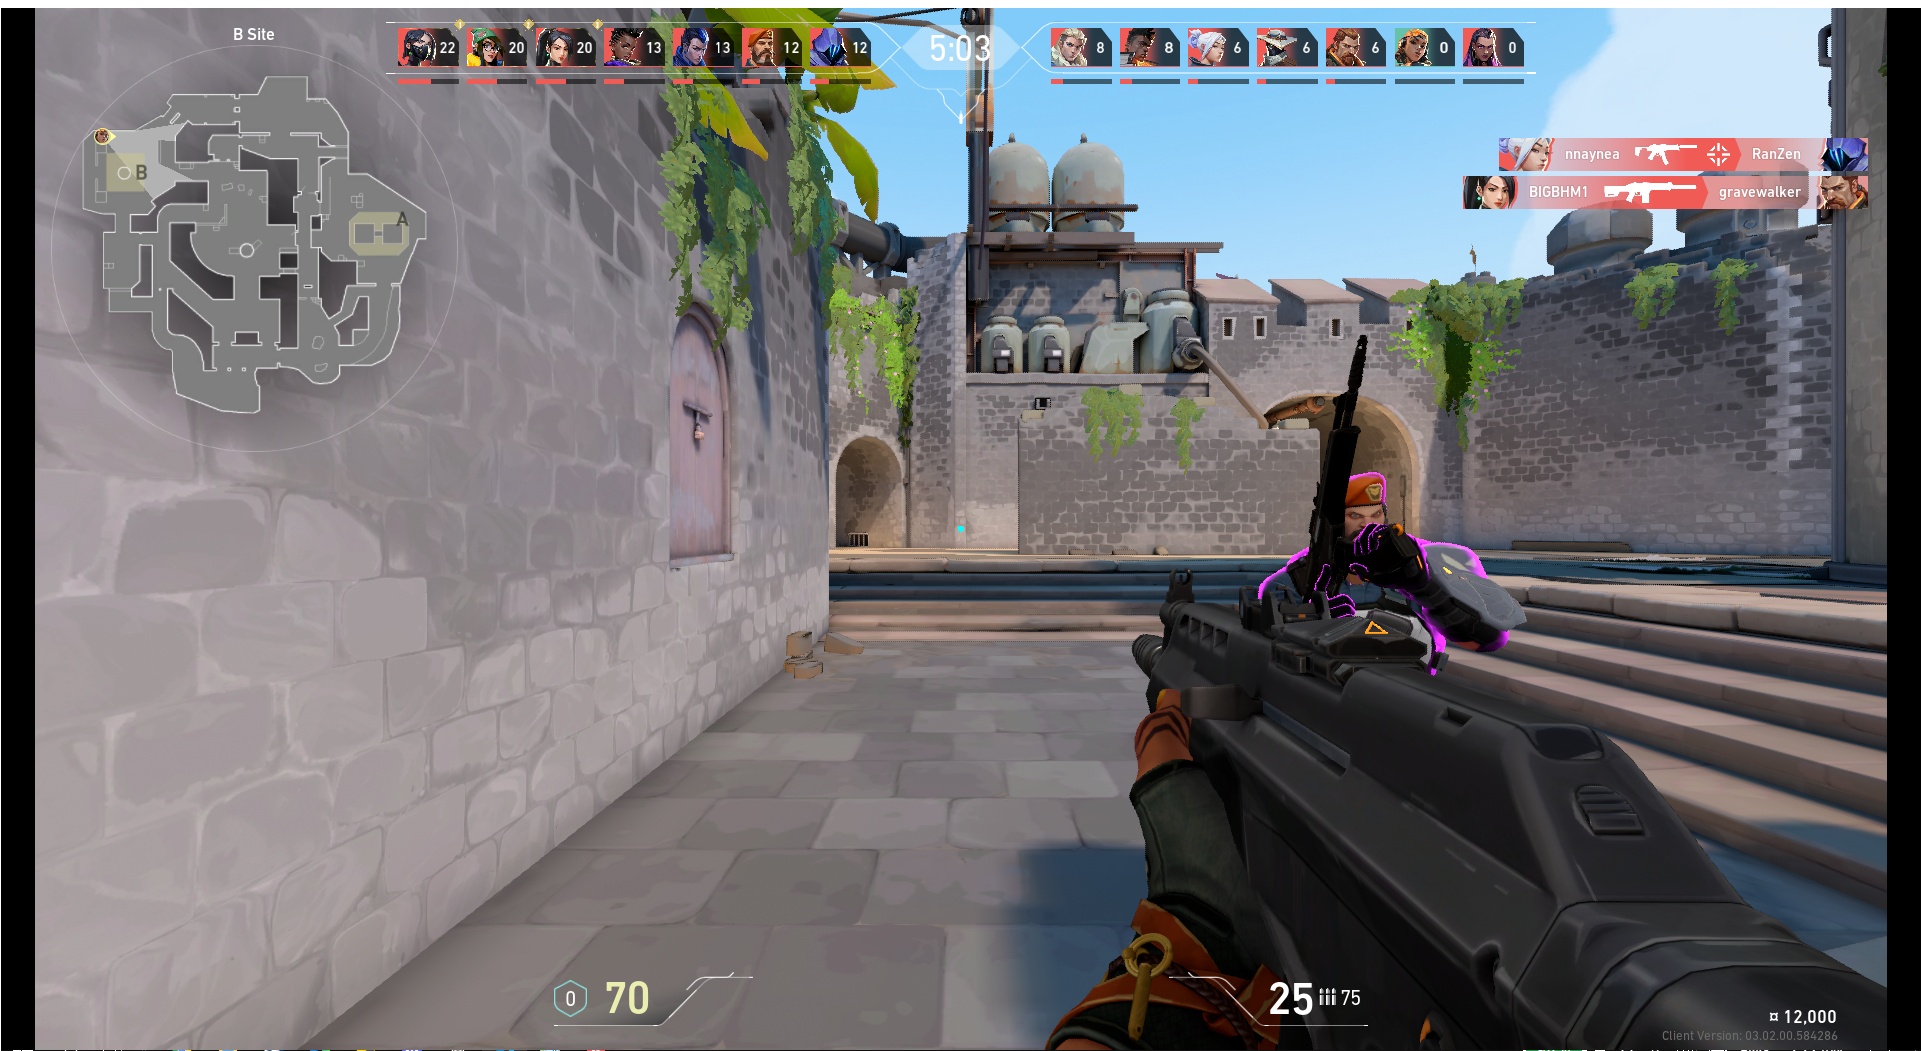 B Site
22 20 20 13 13 12 12
5:03
8 8 6 6 6 0 0
nnaynea RanZen
BIGBHM1 gravewalker
B
A
0 70
25 75
¤ 12,000
Client Version: 03.02.00.584286